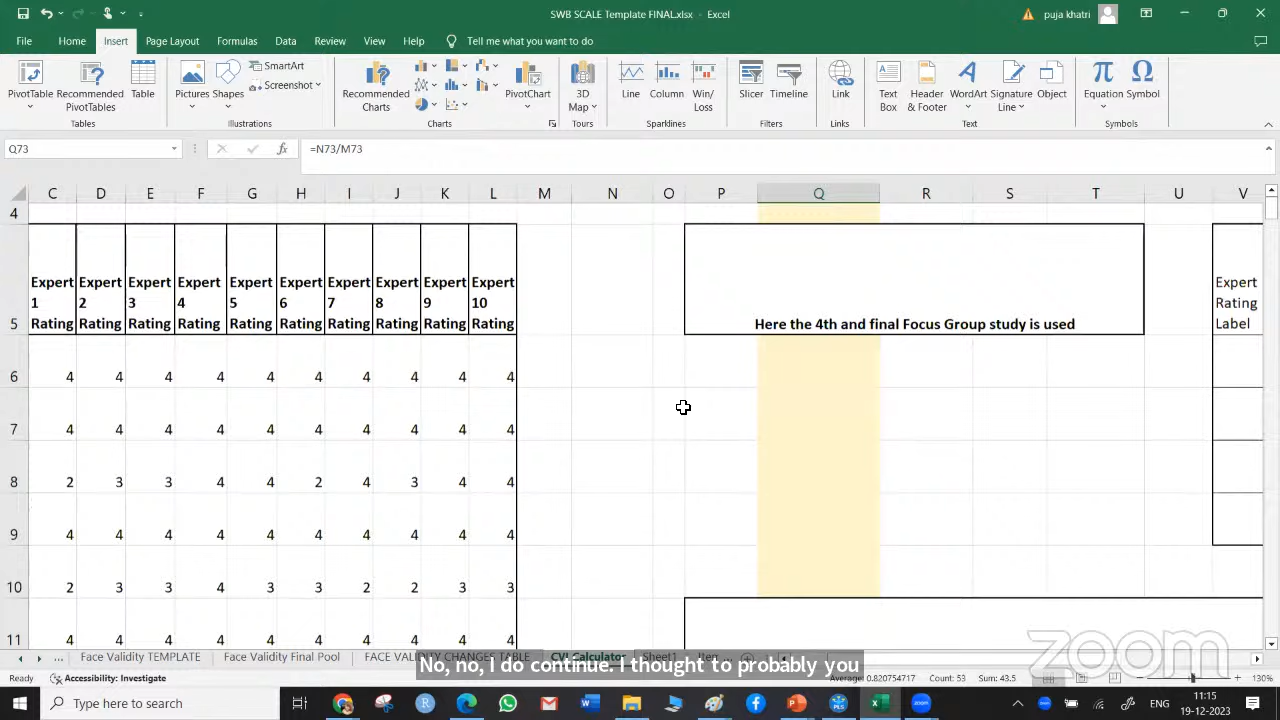 SWB SCALE Template FINAL.xlsx - Excel
puja khatri
File Home Insert Page Layout Formulas Data Review View Help Tell me what you want to do
PivotTable Recommended PivotTables Table Pictures Shapes SmartArt Screenshot Recommended Charts PivotChart 3D Map Line Column Win/Loss Slicer Timeline Link Text Box Header & Footer WordArt Signature Line Object Equation Symbol
Tables Illustrations Charts Tours Sparklines Filters Links Text Symbols
Q73 fx =N73/M73
C D E F G H I J K L M N O P Q R S T U V
4
5 Expert 1 Rating Expert 2 Rating Expert 3 Rating Expert 4 Rating Expert 5 Rating Expert 6 Rating Expert 7 Rating Expert 8 Rating Expert 9 Rating Expert 10 Rating Here the 4th and final Focus Group study is used Expert Rating Label
6 4 4 4 4 4 4 4 4 4 4
7 4 4 4 4 4 4 4 4 4 4
8 2 3 3 4 4 2 4 3 4 4
9 4 4 4 4 4 4 4 4 4 4
10 2 3 3 4 3 3 2 2 3 3
11 4 4 4 4 4 4 4 4 4 4
zoom
... Face Validity TEMPLATE Face Validity Final Pool FACE VALIDITY CHANGES TABLE CVI Calculator Sheet1
No, no, I do continue. I thought to probably you
Ready Accessibility: Investigate Average: 0.820754717 Count: 53 Sum: 43.5 130%
Type here to search ENG 11:15
19-12-2023